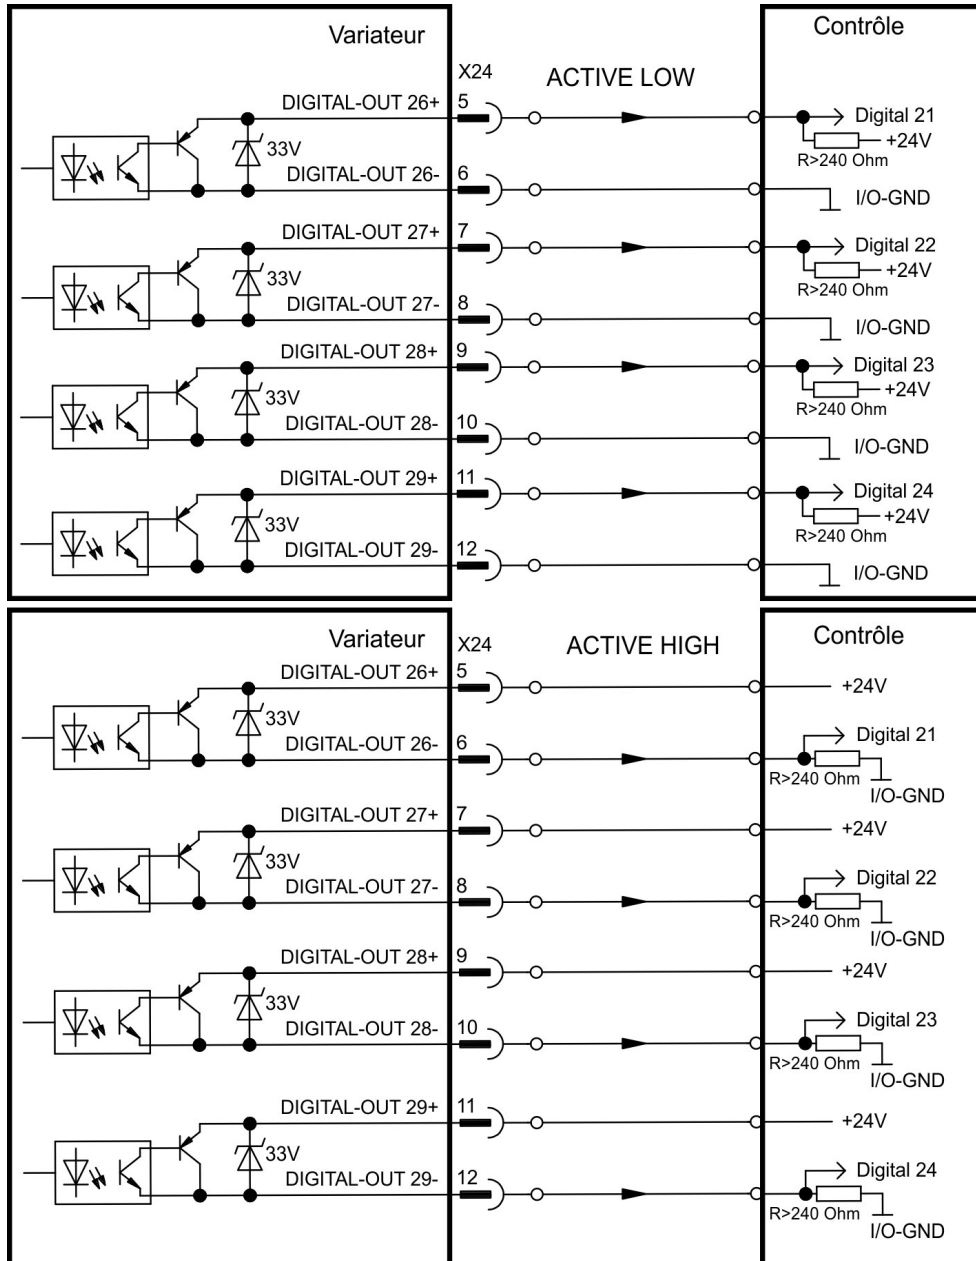 Variateur
X24
ACTIVE LOW
Contrôle
DIGITAL-OUT 26+
5
Digital 21
33V
+24V
R>240 Ohm
DIGITAL-OUT 26-
6
I/O-GND
DIGITAL-OUT 27+
7
Digital 22
33V
+24V
R>240 Ohm
DIGITAL-OUT 27-
8
I/O-GND
DIGITAL-OUT 28+
9
Digital 23
33V
+24V
R>240 Ohm
DIGITAL-OUT 28-
10
I/O-GND
DIGITAL-OUT 29+
11
Digital 24
33V
+24V
R>240 Ohm
DIGITAL-OUT 29-
12
I/O-GND
Variateur
X24
ACTIVE HIGH
Contrôle
DIGITAL-OUT 26+
5
+24V
33V
DIGITAL-OUT 26-
6
Digital 21
R>240 Ohm
I/O-GND
DIGITAL-OUT 27+
7
+24V
33V
DIGITAL-OUT 27-
8
Digital 22
R>240 Ohm
I/O-GND
DIGITAL-OUT 28+
9
+24V
33V
DIGITAL-OUT 28-
10
Digital 23
R>240 Ohm
I/O-GND
DIGITAL-OUT 29+
11
+24V
33V
DIGITAL-OUT 29-
12
Digital 24
R>240 Ohm
I/O-GND